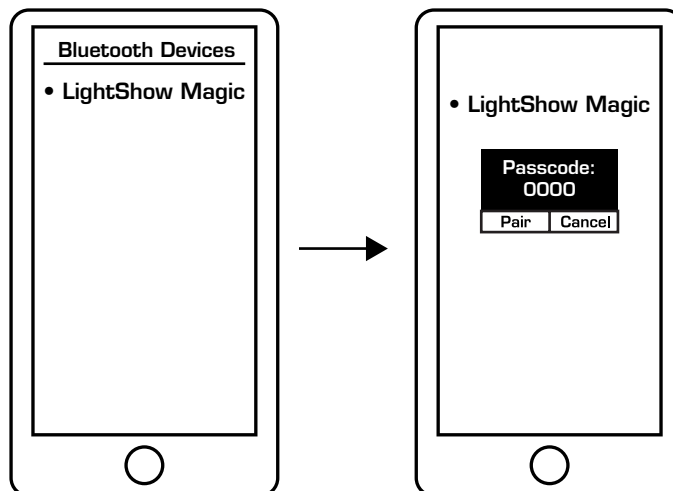 Bluetooth Devices
• LightShow Magic
• LightShow Magic
Passcode:
0000
Pair
Cancel